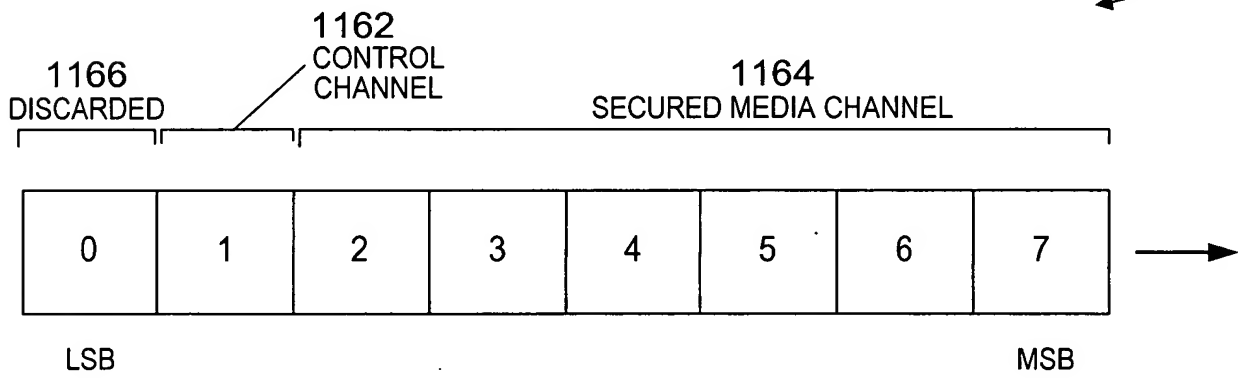 1162
CONTROL
CHANNEL
1166
DISCARDED
1164
SECURED MEDIA CHANNEL
0 1 2 3 4 5 6 7
LSB MSB